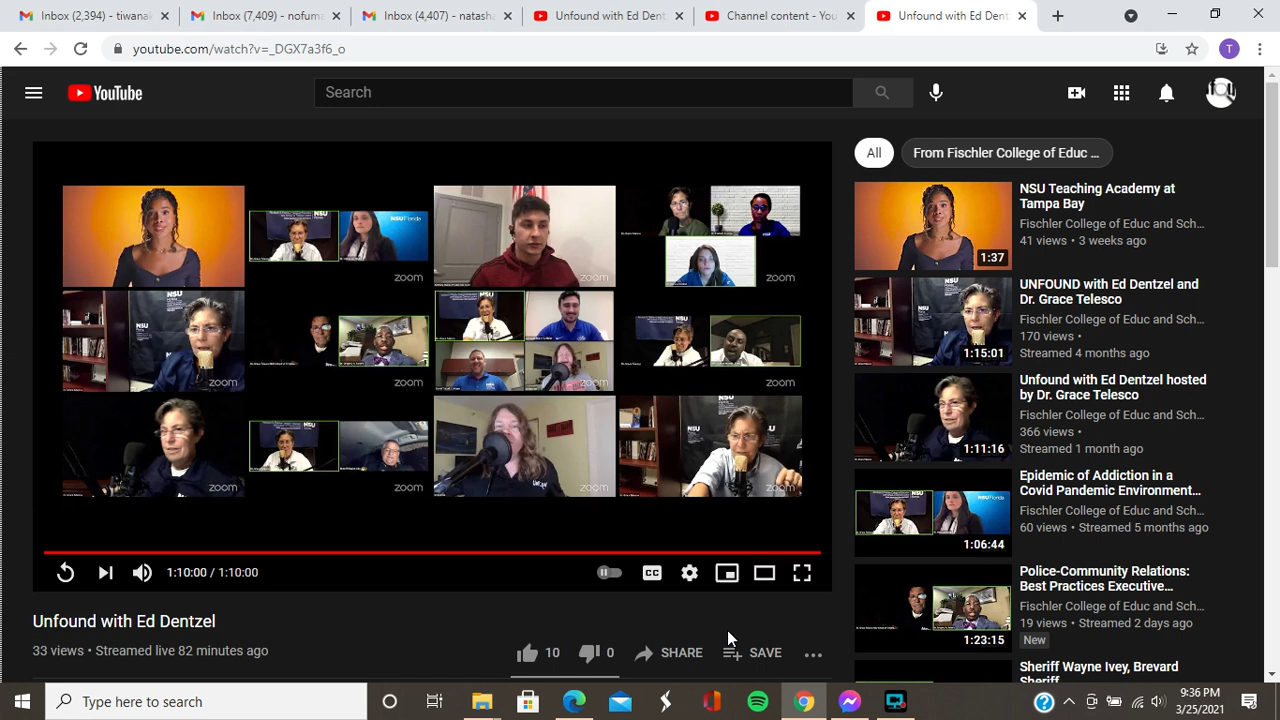 Inbox (2,394) - tiwanak
Inbox (7,409) - nofuma
Inbox (4,407) - natasha
Unfound with Ed Dentz
Channel content - You
Unfound with Ed Dent
youtube.com/watch?v=_DGX7a3f6_o
T
YouTube
Search
zoom
zoom
zoom
NSU Florida
zoom
zoom
zoom
zoom
NSU
zoom
zoom
zoom
1:10:00 / 1:10:00
CC
Unfound with Ed Dentzel
33 views • Streamed live 82 minutes ago
10
0
SHARE
SAVE
All
From Fischler College of Educ ...
NSU Teaching Academy at
Tampa Bay
Fischler College of Educ and Sch...
41 views • 3 weeks ago
1:37
UNFOUND with Ed Dentzel and
Dr. Grace Telesco
Fischler College of Educ and Sch...
170 views •
Streamed 4 months ago
1:15:01
Unfound with Ed Dentzel hosted
by Dr. Grace Telesco
Fischler College of Educ and Sch...
366 views •
Streamed 1 month ago
1:11:16
Epidemic of Addiction in a
Covid Pandemic Environment...
Fischler College of Educ and Sch...
60 views • Streamed 5 months ago
1:06:44
Police-Community Relations:
Best Practices Executive...
Fischler College of Educ and Sch...
19 views • Streamed 2 days ago
New
1:23:15
Sheriff Wayne Ivey, Brevard
Sheriff
Type here to search
9:36 PM
3/25/2021